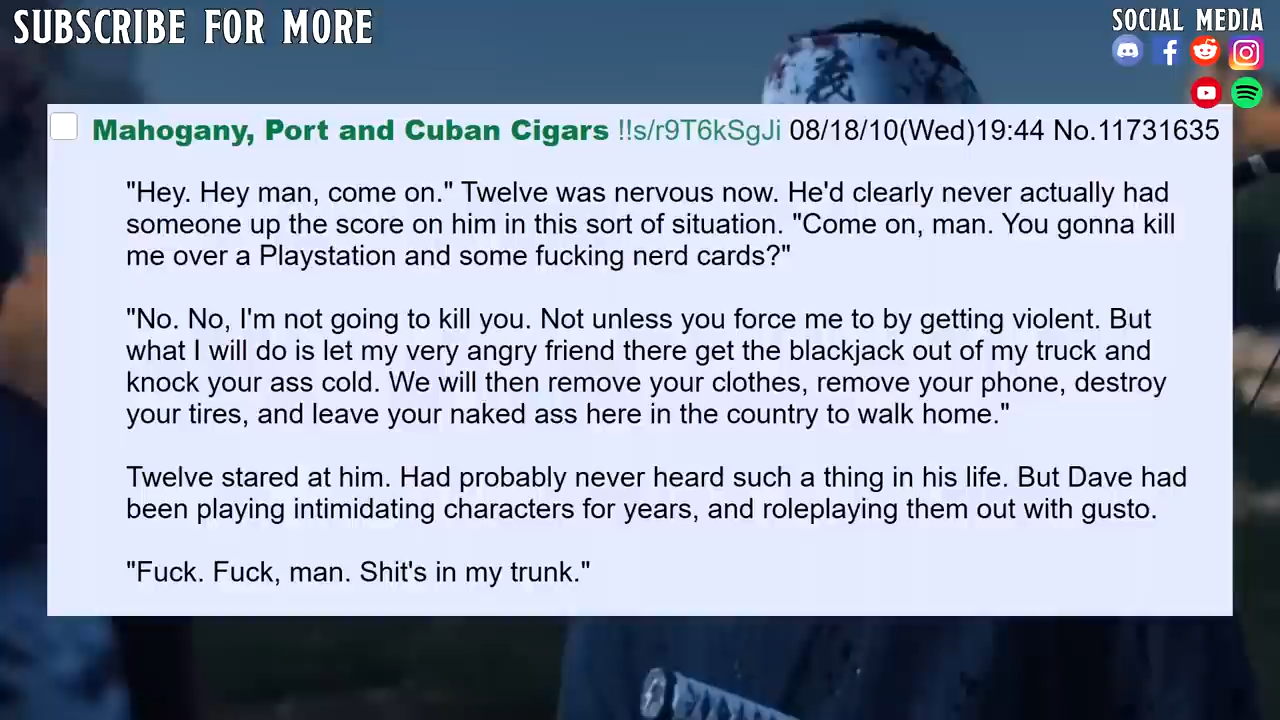 SUBSCRIBE FOR MORE
SOCIAL MEDIA
Mahogany, Port and Cuban Cigars !!s/r9T6kSgJi 08/18/10(Wed)19:44 No.11731635
"Hey. Hey man, come on." Twelve was nervous now. He'd clearly never actually had
someone up the score on him in this sort of situation. "Come on, man. You gonna kill
me over a Playstation and some fucking nerd cards?"
"No. No, I'm not going to kill you. Not unless you force me to by getting violent. But
what I will do is let my very angry friend there get the blackjack out of my truck and
knock your ass cold. We will then remove your clothes, remove your phone, destroy
your tires, and leave your naked ass here in the country to walk home."
Twelve stared at him. Had probably never heard such a thing in his life. But Dave had
been playing intimidating characters for years, and roleplaying them out with gusto.
"Fuck. Fuck, man. Shit's in my trunk."